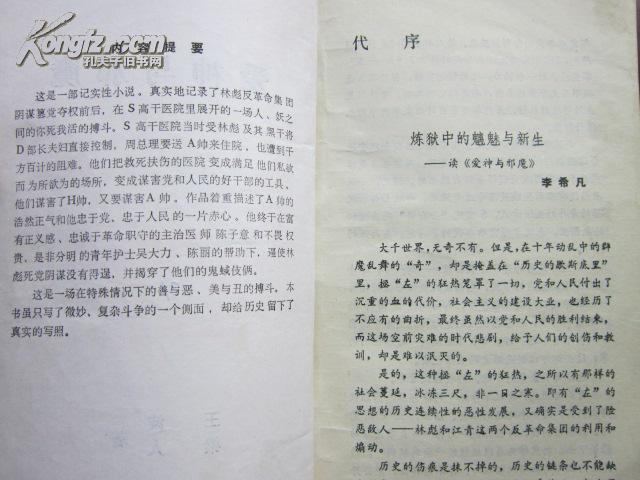 Kongfz.com
孔夫子旧书网
内容提要
这是一部记实性小说。真实地记录了林彪反革命集团
阴谋篡党夺权前后，在S高干医院里展开的一场人、妖之
间的你死我活的搏斗。S高干医院当时受林彪及其黑干将
D部长夫妇直接控制，周总理要送A帅来住院，也遭到千
方百计的阻难。他们把救死扶伤的医院变成满足他们私欲
而为所欲为的场所，变成谋害党和人民的好干部的工具、
他们谋害了H帅，又要谋害A帅。作品着重描述了A帅的
浩然正气和他忠于党、忠于人民的一片赤心。他终于在富
有正义感、忠诚于革命职守的主治医师陈子意和不畏权
贵、是非分明的青年护士吴大力、陈丽的帮助下，逼使林
彪死党阴谋没有得逞，并揭穿了他们的鬼蜮伎俩。
这是一场在特殊情况下的善与恶、美与丑的搏斗。本
书虽只写了微妙、复杂斗争的一个侧面，却给历史留下了
真实的写照。
代序
炼狱中的魑魅与新生
——读《爱神与邪魔》
李希凡
大千世界，无奇不有。但是，在十年动乱中的群
魔乱舞的“奇”，却是掩盖在“历史的歇斯底里”
里，极“左”的狂热笼罩了一切，党和人民付出了
沉重的血的代价，社会主义的建设大业，也经历了
不应有的曲折，最终虽然以党和人民的胜利结束，
而这场空前灾难的时代悲剧，给于人们的创伤和教
训，却是难以泯灭的。
是的，这种极“左”的狂热，之所以有那样的
社会蔓延，冰冻三尺，非一日之寒。即有“左”的
思想的历史连续性的恶性发展，又确实是受到了阴
恶敌人——林彪和江青这两个反革命集团的利用和
煽动。
历史的伤痕是抹不掉的，历史的链条也不能缺